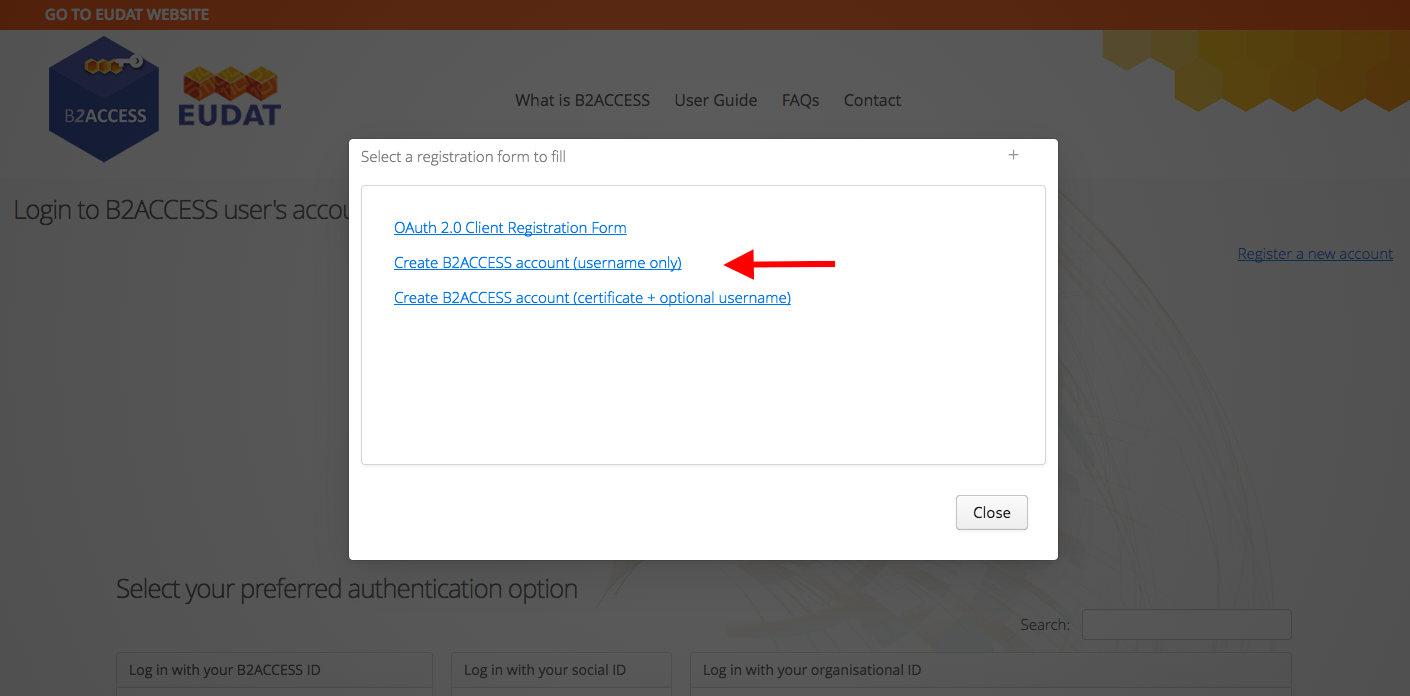 GO TO EUDAT WEBSITE
B2ACCESS
EUDAT
What is B2ACCESS User Guide FAQs Contact
Select a registration form to fill
Login to B2ACCESS user's accou
OAuth 2.0 Client Registration Form
Create B2ACCESS account (username only)
Register a new account
Create B2ACCESS account (certificate + optional username)
Close
Select your preferred authentication option
Search:
Log in with your B2ACCESS ID
Log in with your social ID
Log in with your organisational ID